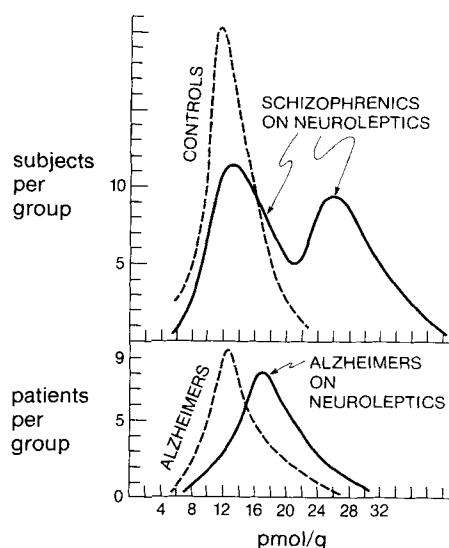 CONTROLS
SCHIZOPHRENICS
ON NEUROLEPTICS
subjects
per
group
10
5
ALZHEIMERS
ALZHEIMERS
ON
NEUROLEPTICS
patients
per
group
9
5
0
4 8 12 16 20 24 28 32
pmol/g